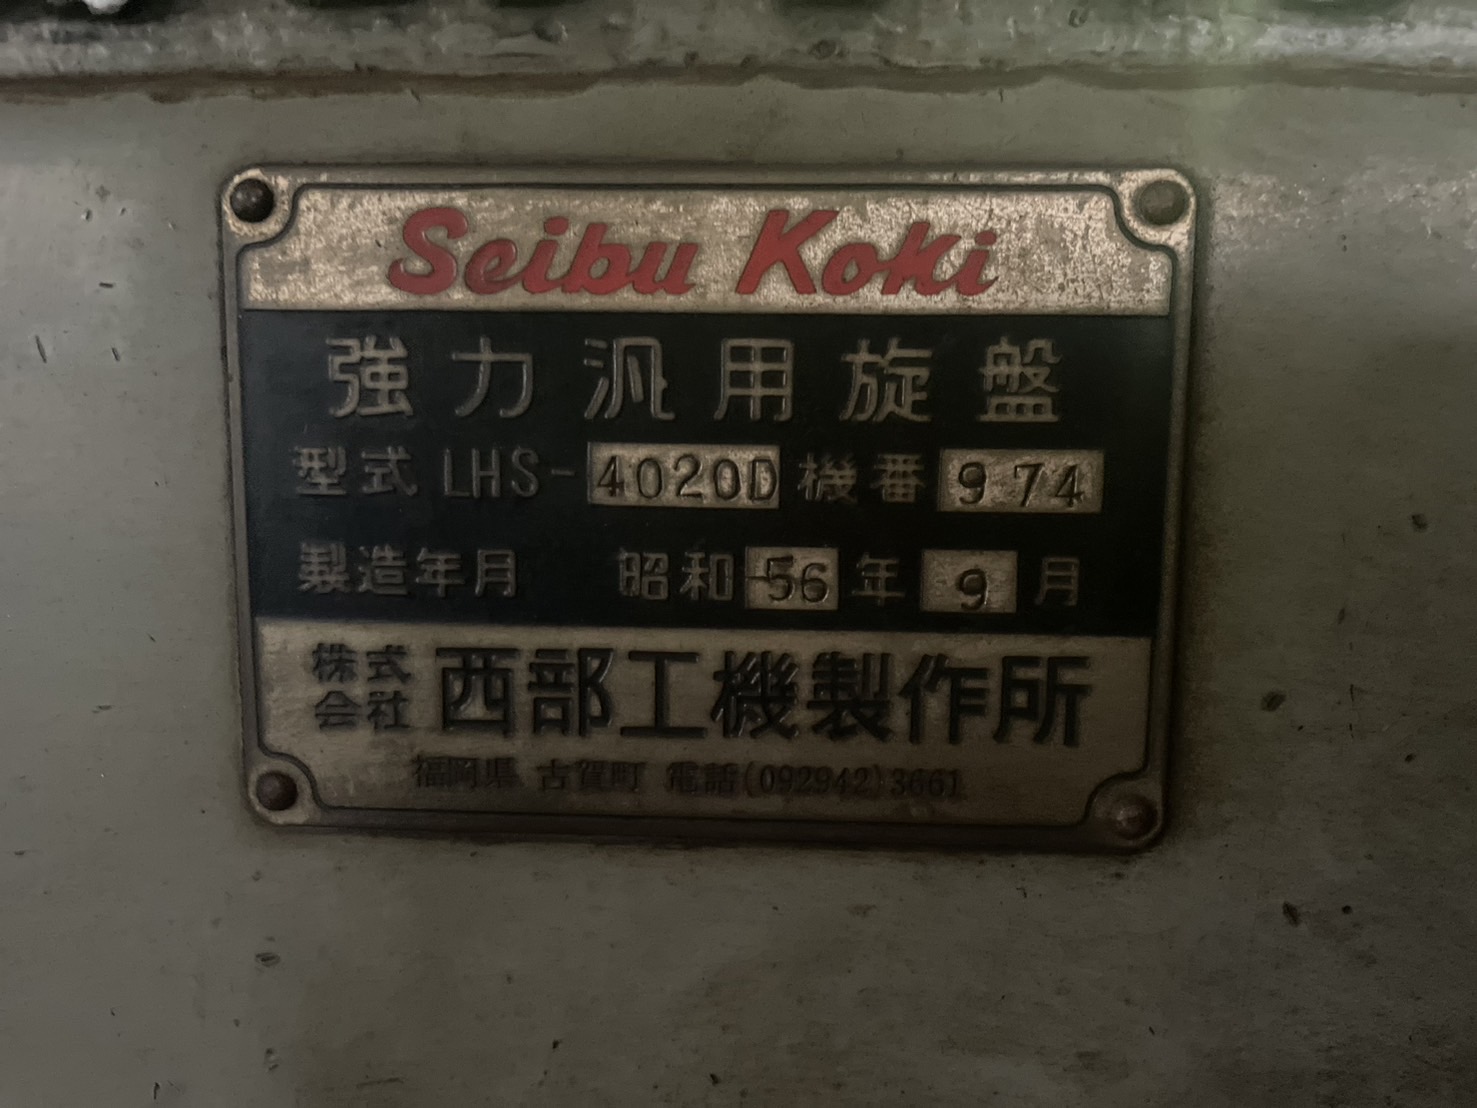 Seibu Koki
強力汎用旋盤
型式 LHS-4020D 機番 974
製造年月 昭和56年9月
株式会社 西部工機製作所
福岡県 古賀町 電話(092942)3661